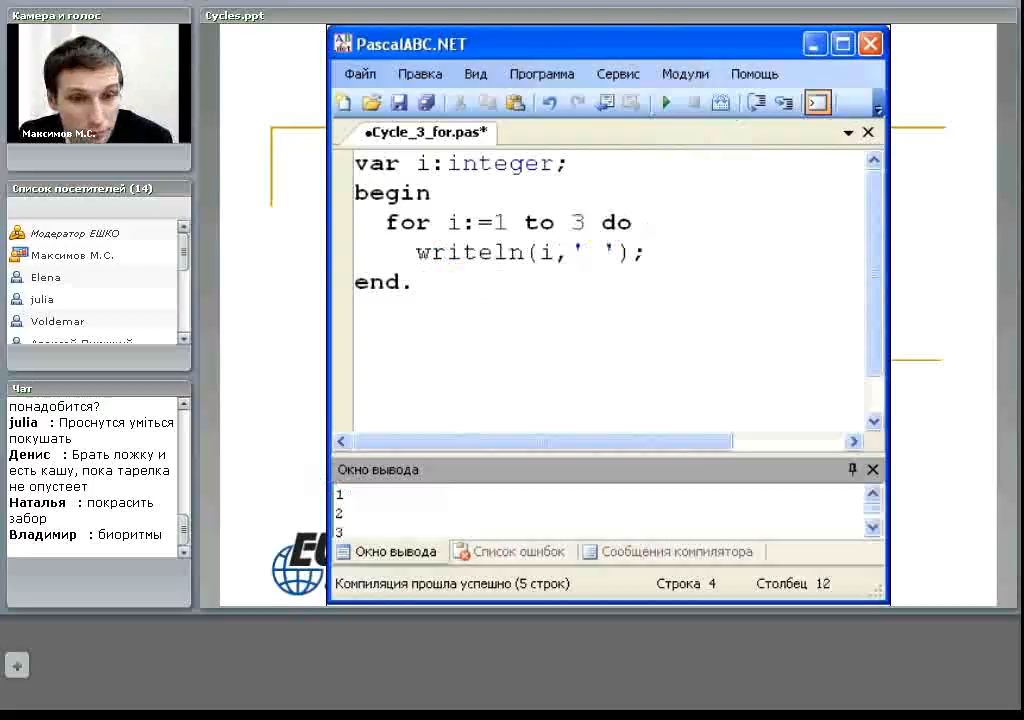 Камера и голос
Максимов М.С.
Список посетителей (14)
Модератор ЕШКО
Максимов М.С.
Elena
julia
Voldemar
Чат
понадобится?
julia : Проснутся умiться
покушать
Денис : Брать ложку и
есть кашу, пока тарелка
не опустеет
Наталья : покрасить
забор
Владимир : биоритмы
Cycles.ppt
PascalABC.NET
Файл Правка Вид Программа Сервис Модули Помощь
•Cycle_3_for.pas*
var i:integer;
begin
for i:=1 to 3 do
writeln(i,' ');
end.
Окно вывода
1
2
3
Окно вывода Список ошибок Сообщения компилятора
Компиляция прошла успешно (5 строк) Строка 4 Столбец 12